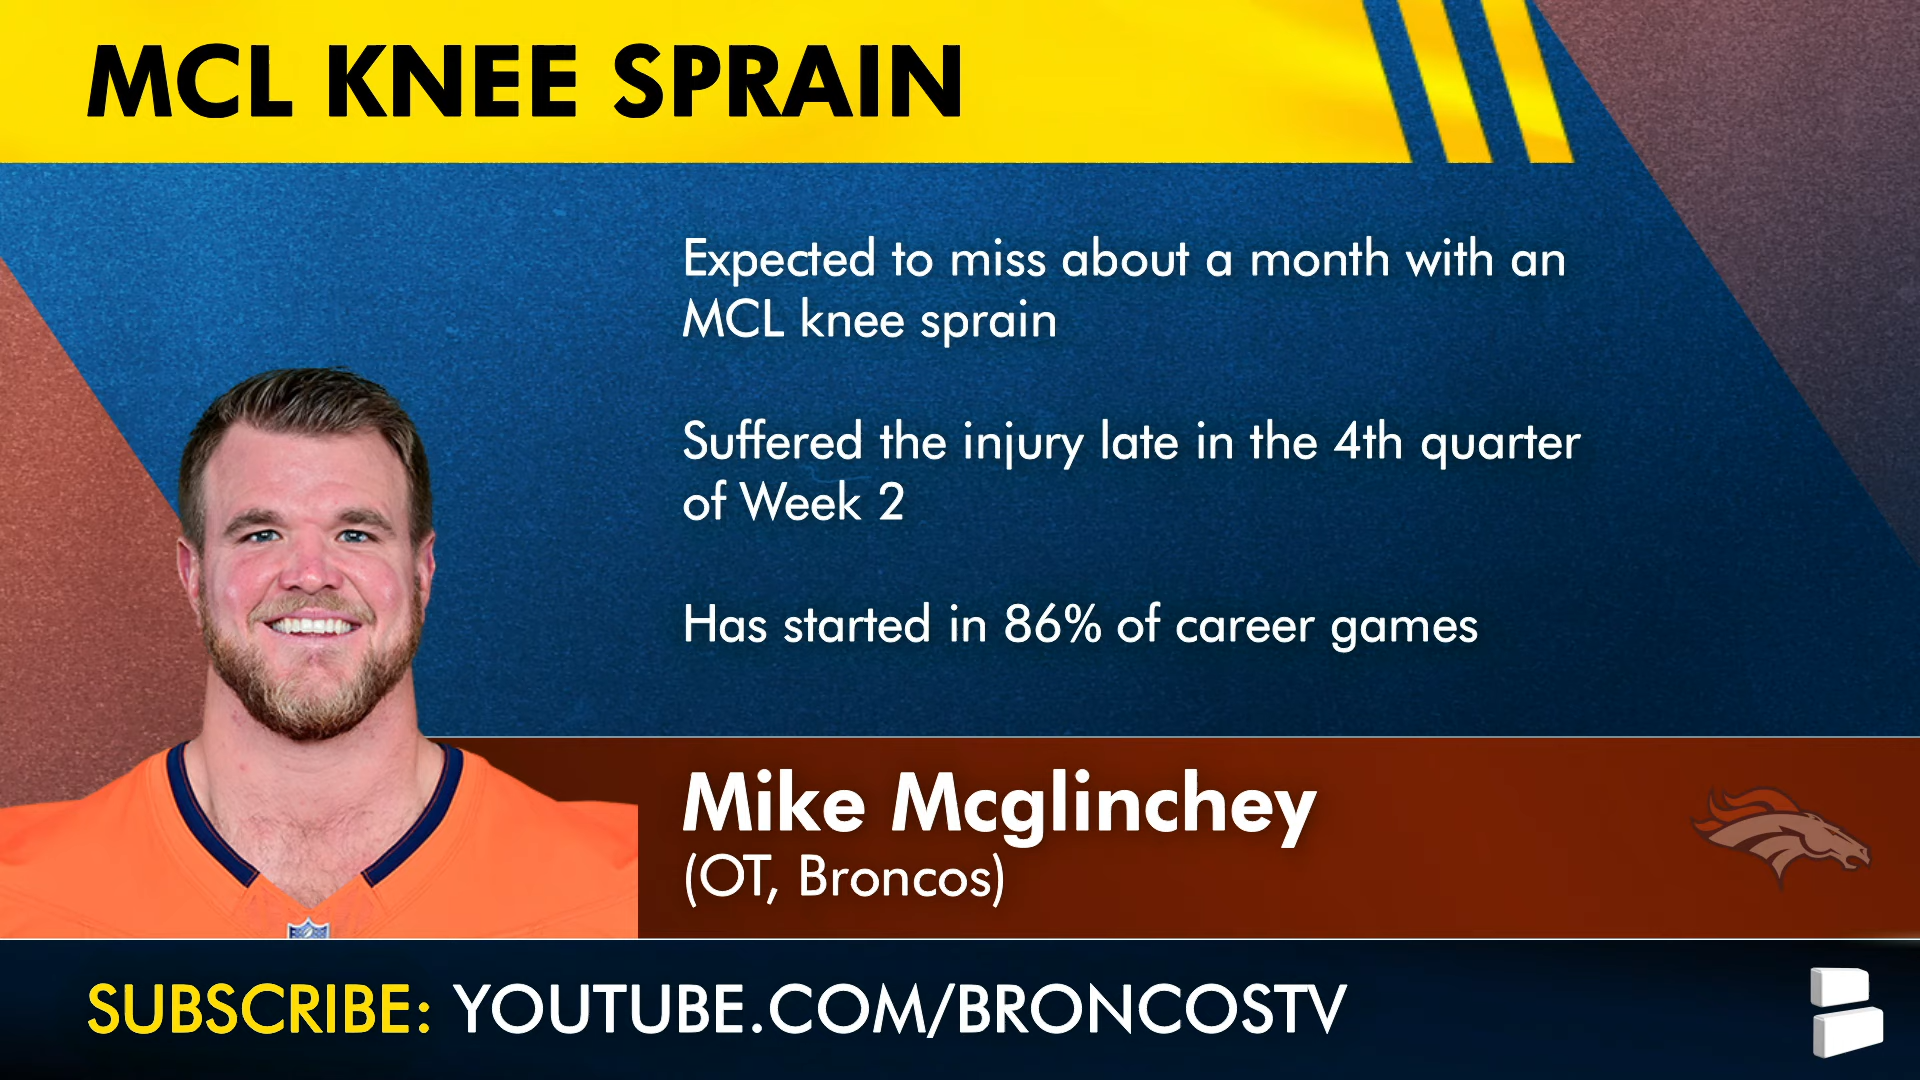 MCL KNEE SPRAIN
Expected to miss about a month with an
MCL knee sprain
Suffered the injury late in the 4th quarter
of Week 2
Has started in 86% of career games
Mike Mcglinchey
(OT, Broncos)
SUBSCRIBE: YOUTUBE.COM/BRONCOSTV